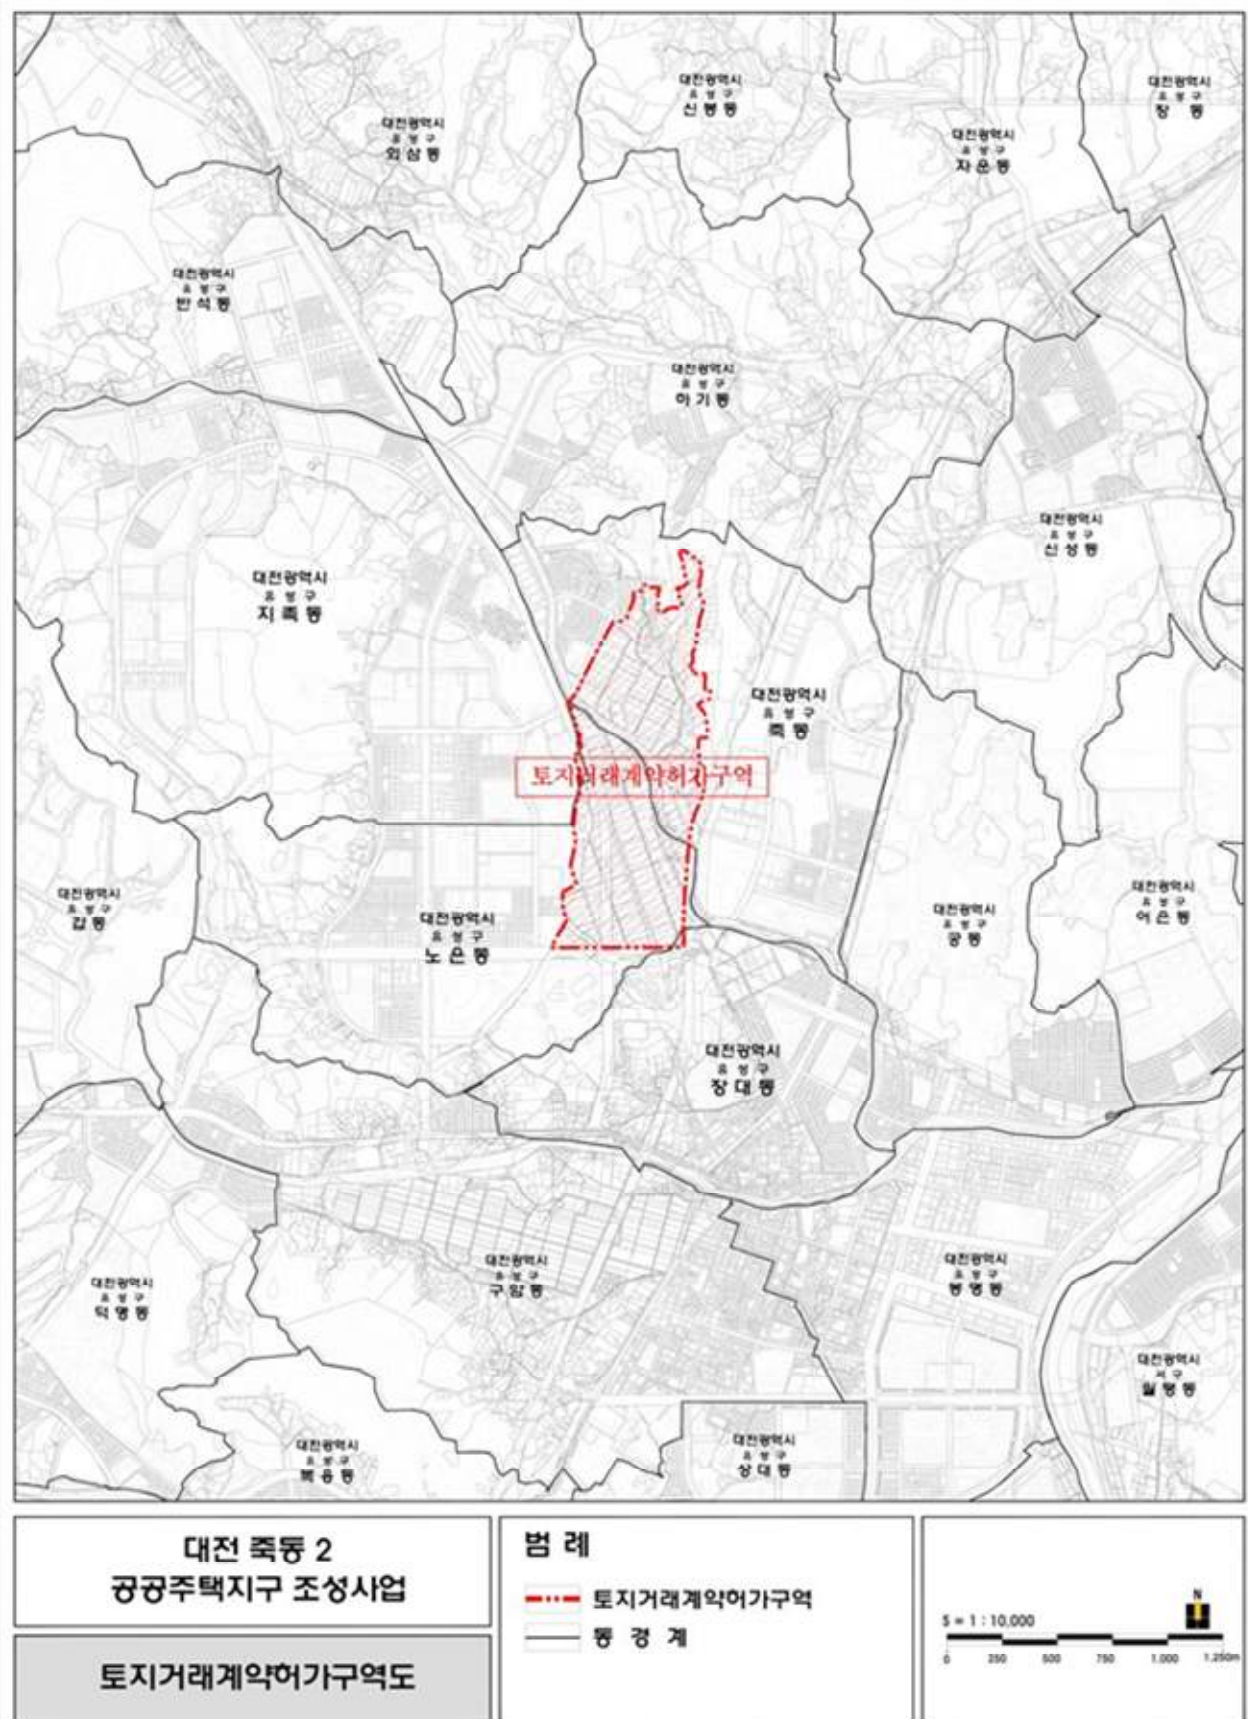 대전광역시
유성구
신봉동
대전광역시
유성구
장동
대전광역시
유성구
외삼동
대전광역시
유성구
자운동
대전광역시
유성구
반석동
대전광역시
유성구
하기동
대전광역시
유성구
신성동
대전광역시
유성구
지족동
대전광역시
유성구
죽동
토지거래계약허가구역
대전광역시
유성구
갑동
대전광역시
유성구
노은동
대전광역시
유성구
궁동
대전광역시
유성구
어은동
대전광역시
유성구
장대동
대전광역시
유성구
덕명동
대전광역시
유성구
구암동
대전광역시
유성구
봉명동
대전광역시
서구
월평동
대전광역시
유성구
복용동
대전광역시
유성구
상대동
대전 죽동 2
공공주택지구 조성사업
토지거래계약허가구역도
범 례
토지거래계약허가구역
동 경 계
N
S = 1 : 10,000
0 250 500 750 1.000 1,250m